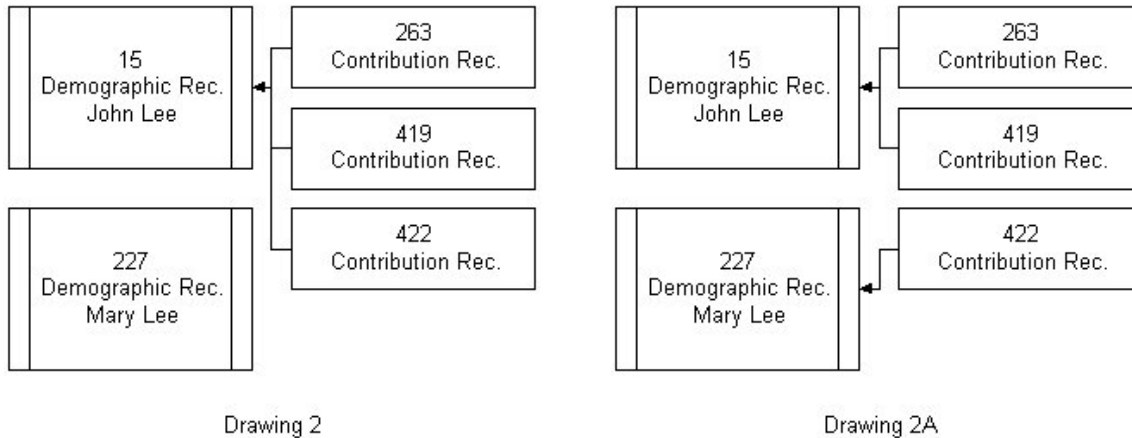 15
Demographic Rec.
John Lee
263
Contribution Rec.
419
Contribution Rec.
227
Demographic Rec.
Mary Lee
422
Contribution Rec.
Drawing 2
15
Demographic Rec.
John Lee
263
Contribution Rec.
419
Contribution Rec.
227
Demographic Rec.
Mary Lee
422
Contribution Rec.
Drawing 2A